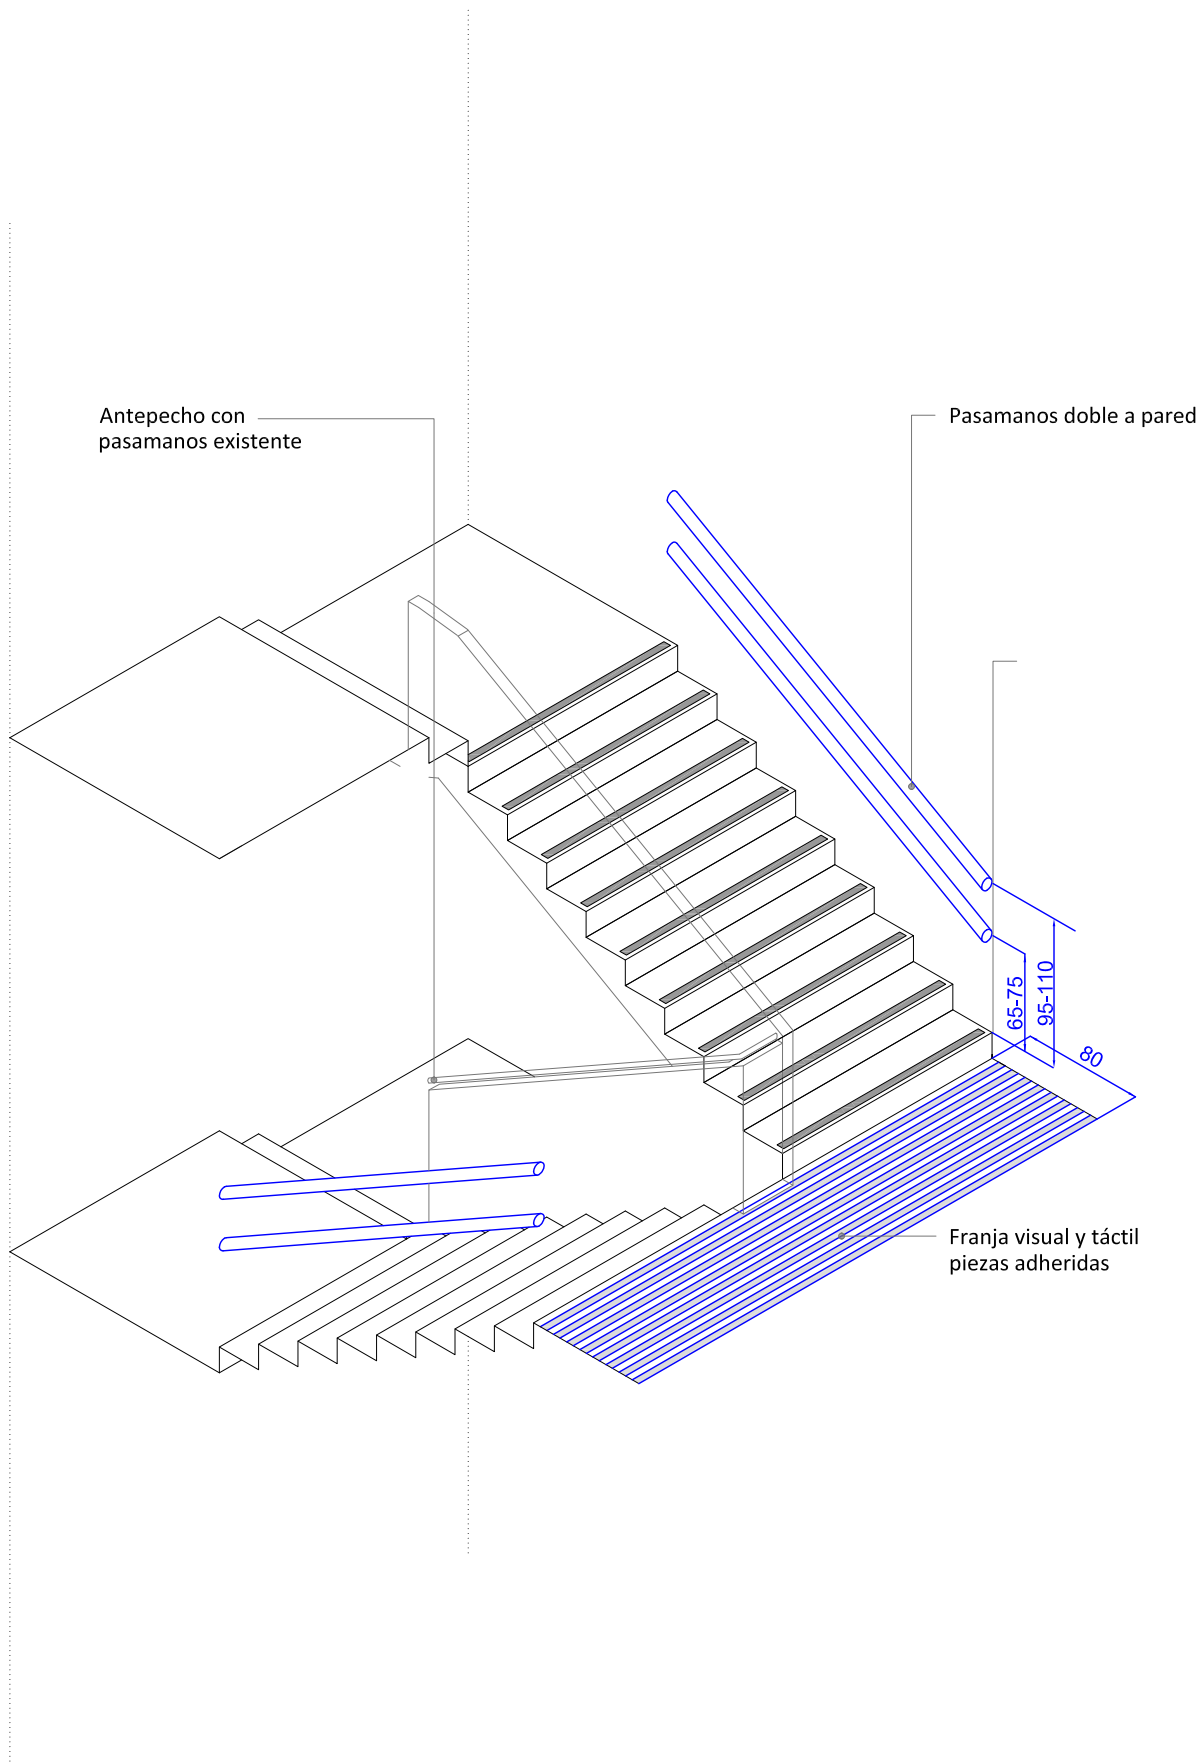 Antepecho con
pasamanos existente
Pasamanos doble a pared
65-75
95-110
80
Franja visual y táctil
piezas adheridas